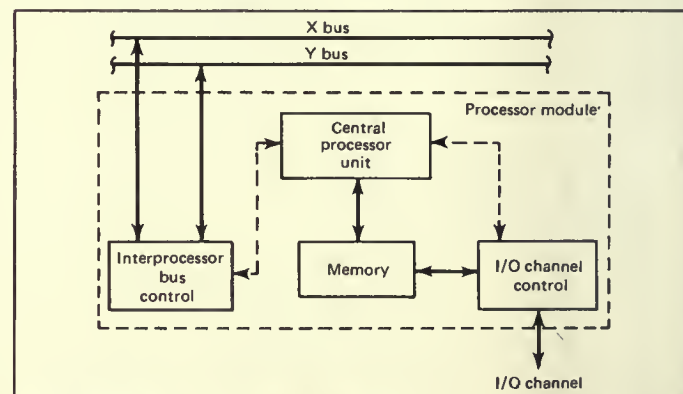 X bus
Y bus
Processor module
Central
processor
unit
Interprocessor
bus
control
Memory
I/O channel
control
I/O channel